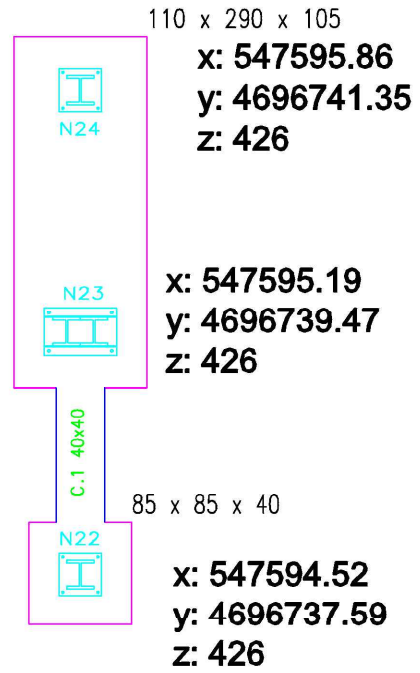 110 x 290 x 105
x: 547595.86
y: 4696741.35
z: 426
N24
N23
x: 547595.19
y: 4696739.47
z: 426
C.1 40x40
85 x 85 x 40
N22
x: 547594.52
y: 4696737.59
z: 426